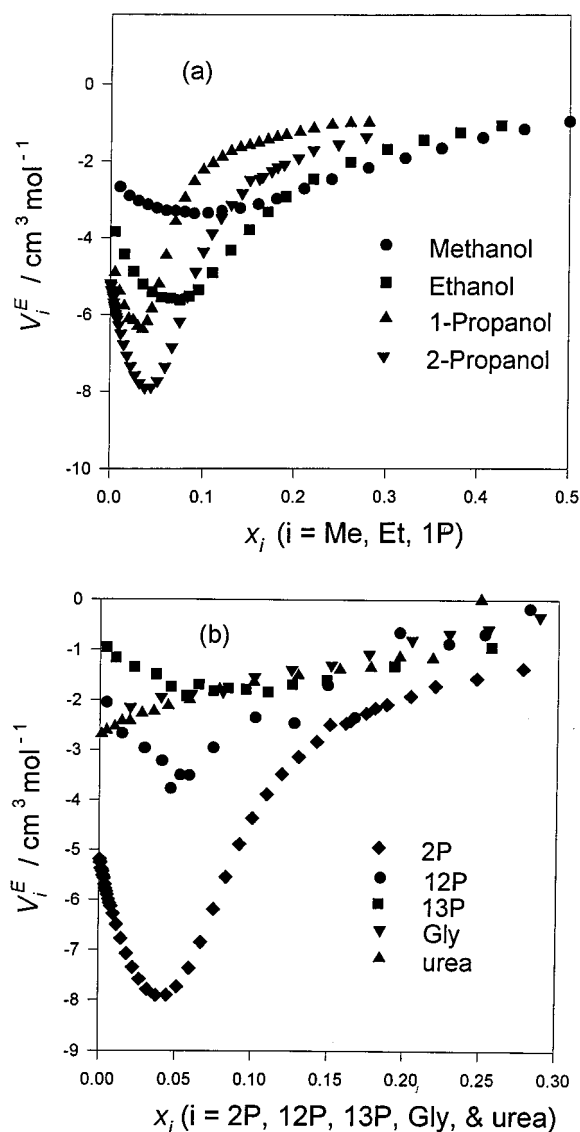 (a)
0
-2
-4
-6
-8
-10
V_i^E / cm^3 mol^-1
Methanol
Ethanol
1-Propanol
2-Propanol
0.0 0.1 0.2 0.3 0.4 0.5
x_i (i = Me, Et, 1P)
(b)
0
-1
-2
-3
-4
-5
-6
-7
-8
-9
V_i^E / cm^3 mol^-1
2P
12P
13P
Gly
urea
0.00 0.05 0.10 0.15 0.20 0.25 0.30
x_i (i = 2P, 12P, 13P, Gly, & urea)